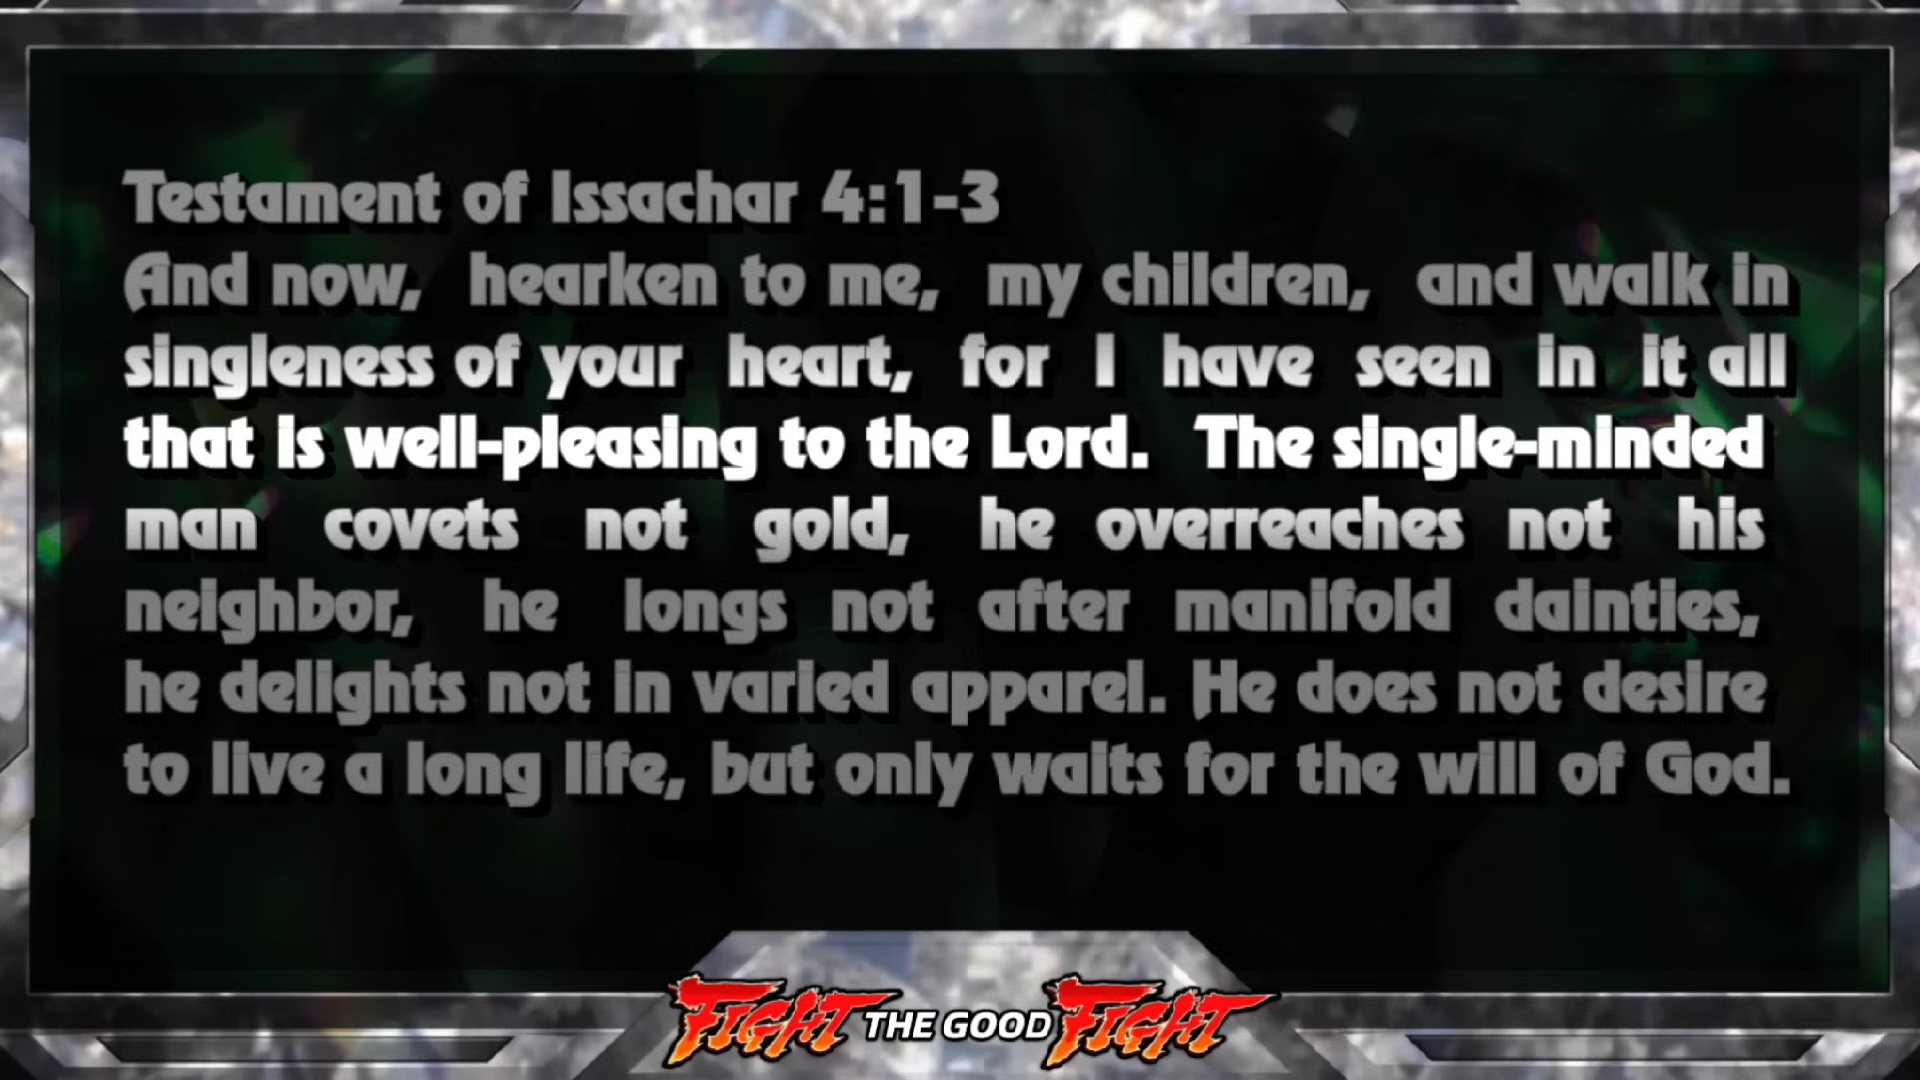 Testament of Issachar 4:1-3
And now, hearken to me, my children, and walk in
singleness of your heart, for I have seen in it all
that is well-pleasing to the Lord. The single-minded
man covets not gold, he overreaches not his
neighbor, he longs not after manifold dainties,
he delights not in varied apparel. He does not desire
to live a long life, but only waits for the will of God.
FIGHT THE GOOD FIGHT